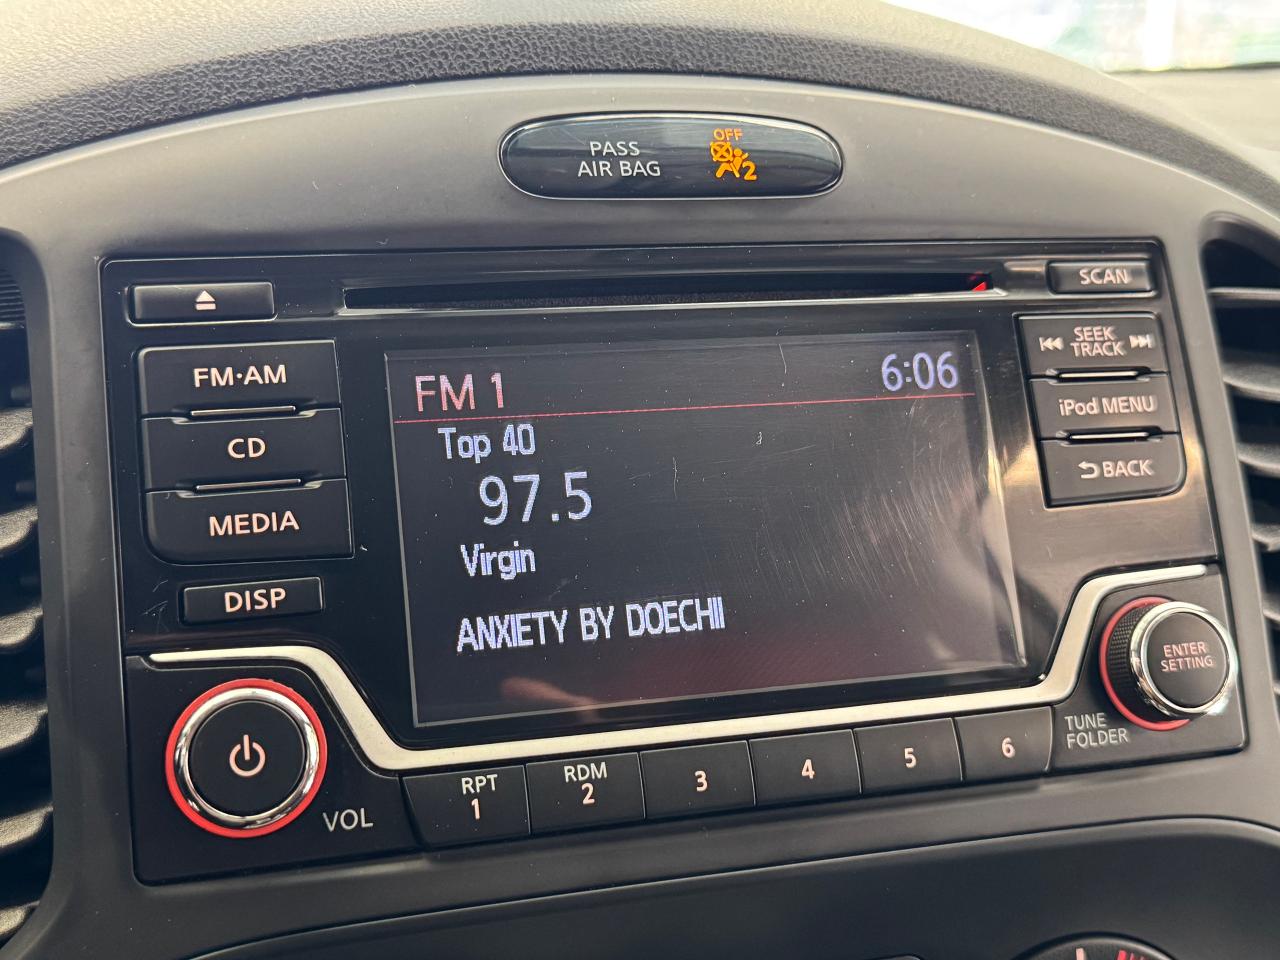 PASS
AIR BAG
OFF
2
SCAN
FM·AM
CD
MEDIA
DISP
FM 1
6:06
Top 40
97.5
Virgin
ANXIETY BY DOECHII
SEEK
TRACK
iPod MENU
BACK
ENTER
SETTING
TUNE
FOLDER
VOL
RPT
1
RDM
2
3
4
5
6